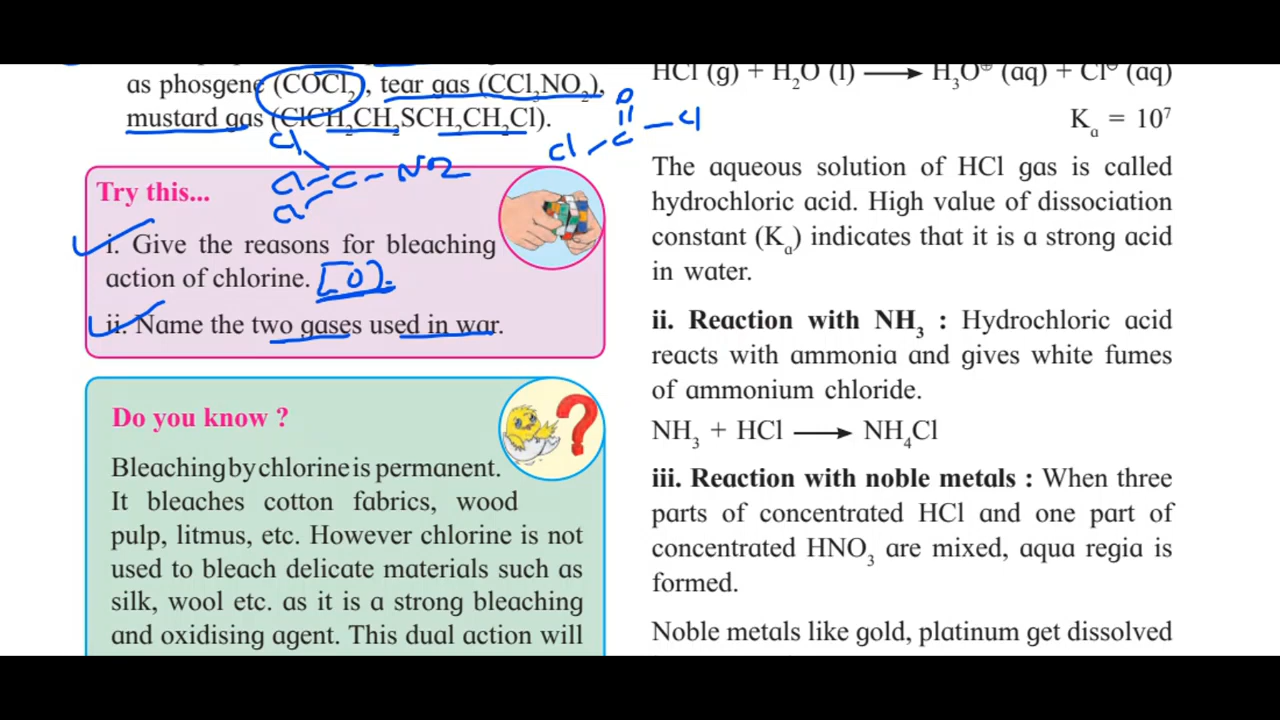 as phosgene (COCl₂), tear gas (CCl₃NO₂),
mustard gas (ClCH₂CH₂SCH₂CH₂Cl).
O
Cl C Cl
Cl
Cl C NO2
Cl
Try this...
i. Give the reasons for bleaching
action of chlorine. [O].
ii. Name the two gases used in war.
Do you know ?
Bleaching by chlorine is permanent.
It bleaches cotton fabrics, wood
pulp, litmus, etc. However chlorine is not
used to bleach delicate materials such as
silk, wool etc. as it is a strong bleaching
and oxidising agent. This dual action will
HCl (g) + H₂O (l) ⟶ H₃O⊕ (aq) + Cl⊖ (aq)
Kₐ = 10⁷
The aqueous solution of HCl gas is called
hydrochloric acid. High value of dissociation
constant (Kₐ) indicates that it is a strong acid
in water.
ii. Reaction with NH₃ : Hydrochloric acid
reacts with ammonia and gives white fumes
of ammonium chloride.
NH₃ + HCl ⟶ NH₄Cl
iii. Reaction with noble metals : When three
parts of concentrated HCl and one part of
concentrated HNO₃ are mixed, aqua regia is
formed.
Noble metals like gold, platinum get dissolved